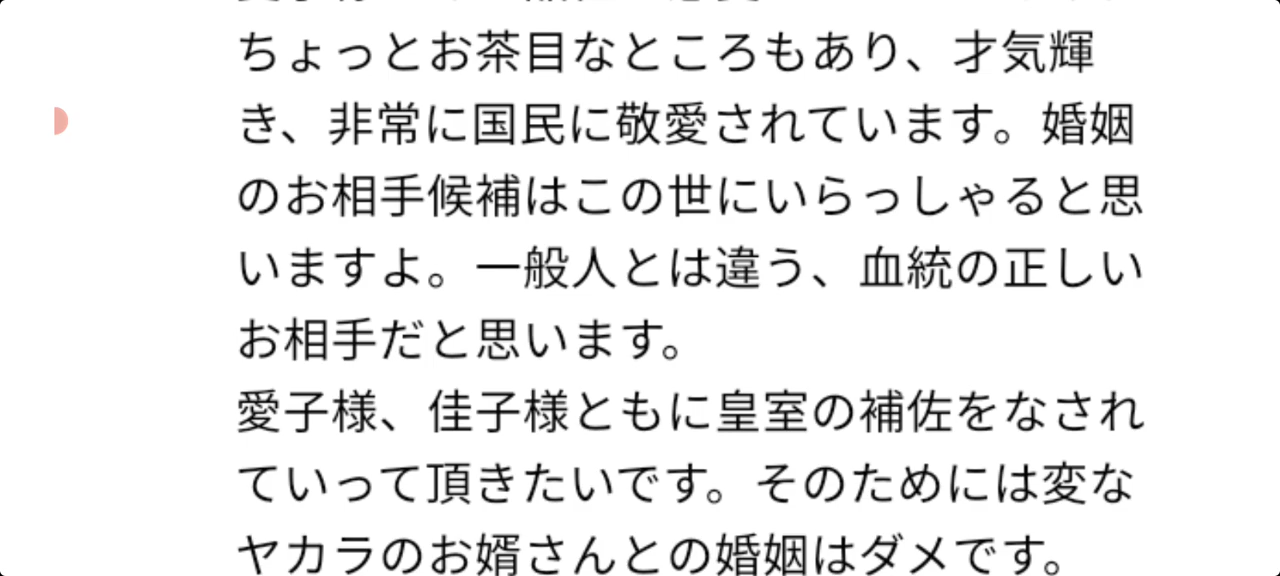 ちょっとお茶目なところもあり、才気輝
き、非常に国民に敬愛されています。婚姻
のお相手候補はこの世にいらっしゃると思
いますよ。一般人とは違う、血統の正しい
お相手だと思います。
愛子様、佳子様ともに皇室の補佐をなされ
ていって頂きたいです。そのためには変な
ヤカラのお婿さんとの婚姻はダメです。